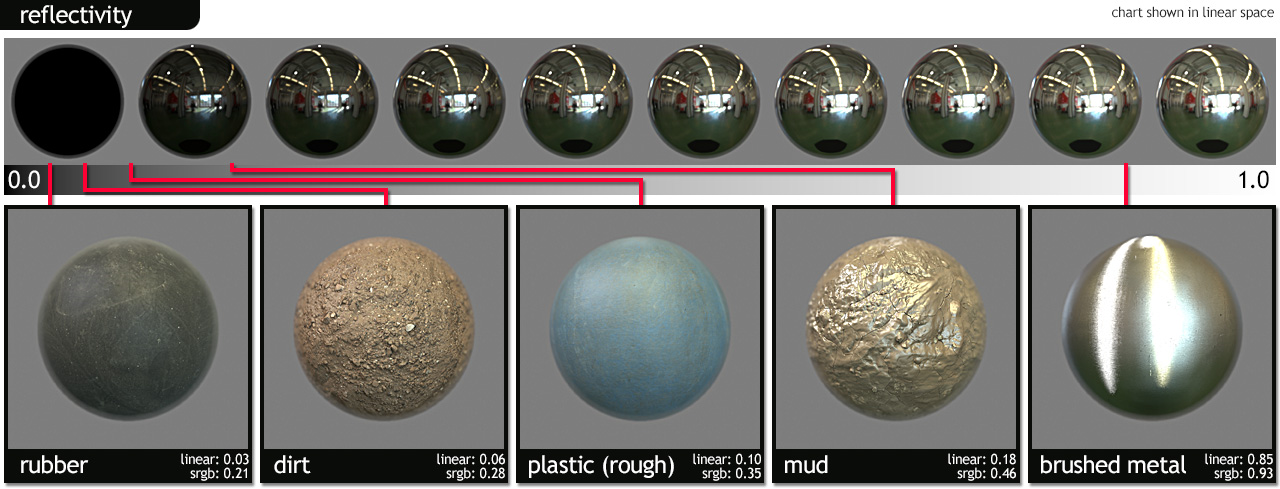 reflectivity
chart shown in linear space
0.0
1.0
rubber
linear: 0.03
srgb: 0.21
dirt
linear: 0.06
srgb: 0.28
plastic (rough)
linear: 0.10
srgb: 0.35
mud
linear: 0.18
srgb: 0.46
brushed metal
linear: 0.85
srgb: 0.93